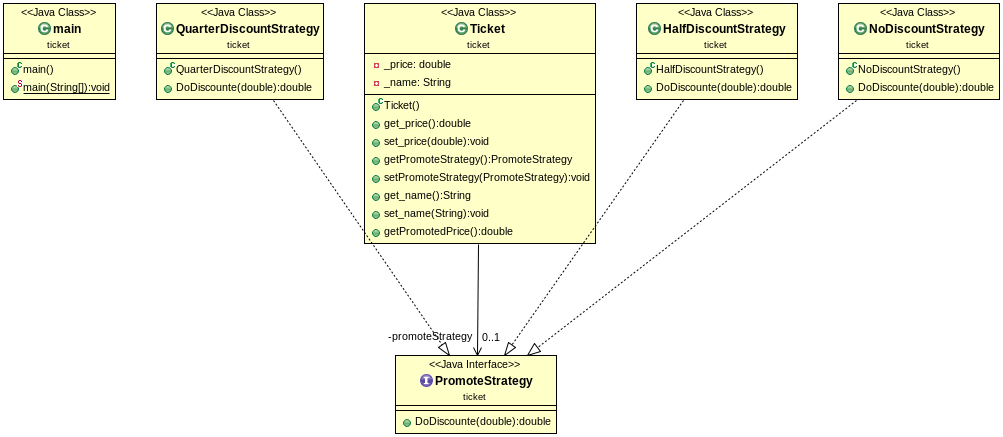 <<Java Class>>
main
ticket
main()
main(String[]):void
<<Java Class>>
QuarterDiscountStrategy
ticket
QuarterDiscountStrategy()
DoDiscounte(double):double
<<Java Class>>
Ticket
ticket
_price: double
_name: String
Ticket()
get_price():double
set_price(double):void
getPromoteStrategy():PromoteStrategy
setPromoteStrategy(PromoteStrategy):void
get_name():String
set_name(String):void
getPromotedPrice():double
<<Java Class>>
HalfDiscountStrategy
ticket
HalfDiscountStrategy()
DoDiscounte(double):double
<<Java Class>>
NoDiscountStrategy
ticket
NoDiscountStrategy()
DoDiscounte(double):double
-promoteStrategy
0..1
<<Java Interface>>
PromoteStrategy
ticket
DoDiscounte(double):double